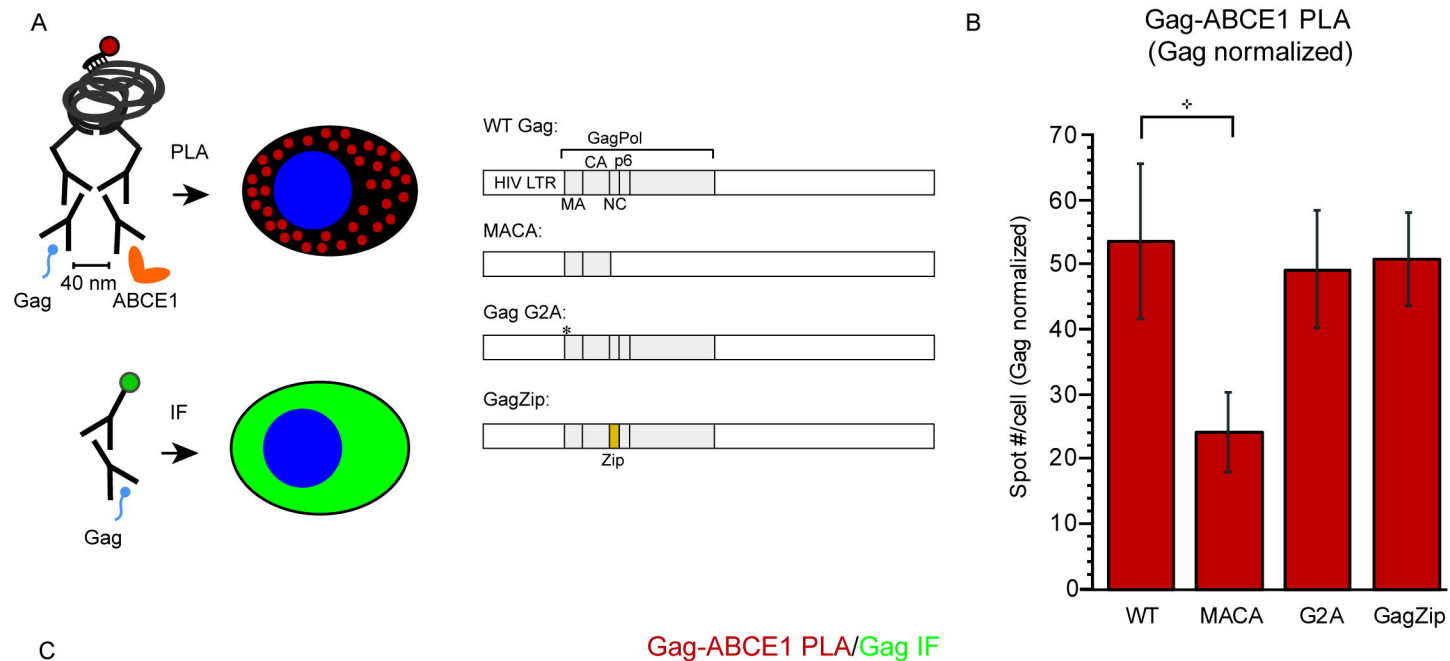 A
PLA
40 nm
Gag
ABCE1
IF
Gag
WT Gag:
GagPol
CA p6
HIV LTR
MA NC
MACA:
Gag G2A:
*
GagZip:
Zip
B
Gag-ABCE1 PLA
(Gag normalized)
Spot #/cell (Gag normalized)
70
60
50
40
30
20
10
0
WT MACA G2A GagZip
C
Gag-ABCE1 PLA/Gag IF